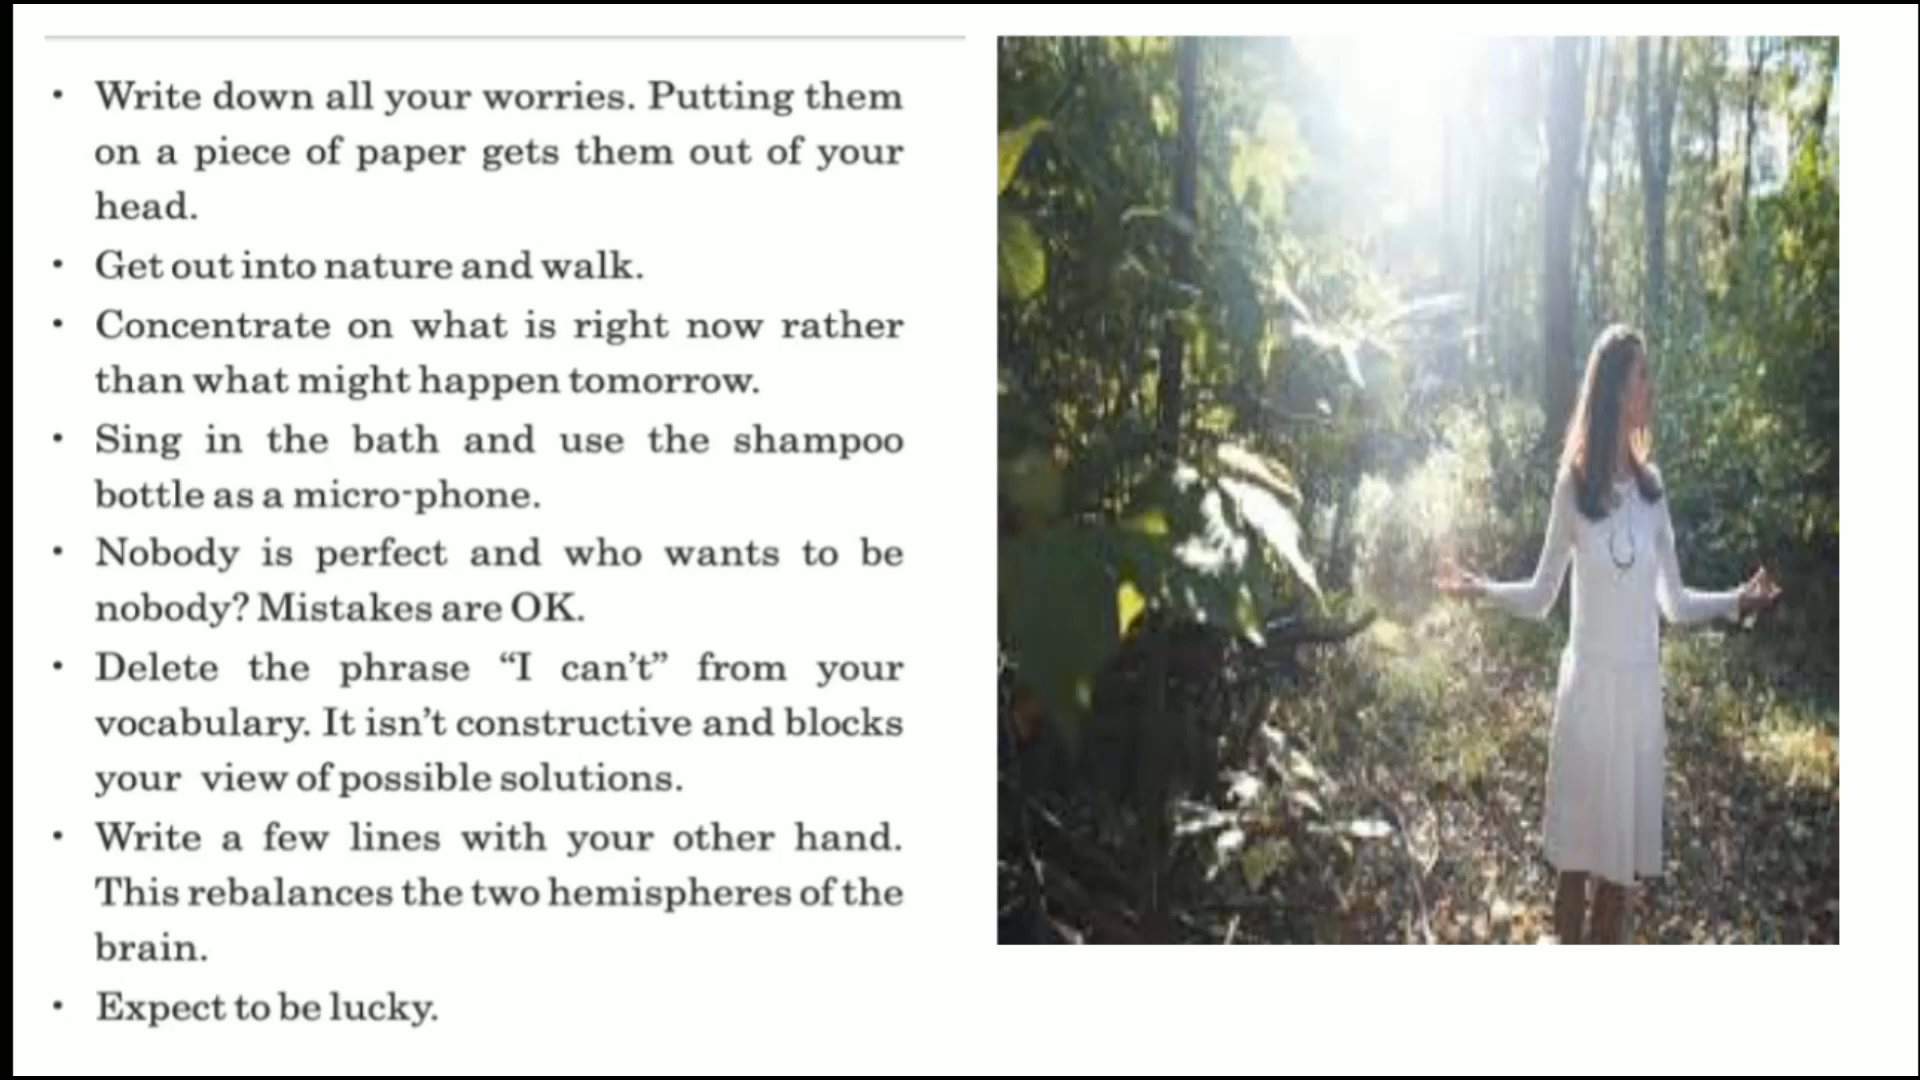 • Write down all your worries. Putting them
on a piece of paper gets them out of your
head.
• Get out into nature and walk.
• Concentrate on what is right now rather
than what might happen tomorrow.
• Sing in the bath and use the shampoo
bottle as a micro-phone.
• Nobody is perfect and who wants to be
nobody? Mistakes are OK.
• Delete the phrase “I can’t” from your
vocabulary. It isn’t constructive and blocks
your view of possible solutions.
• Write a few lines with your other hand.
This rebalances the two hemispheres of the
brain.
• Expect to be lucky.